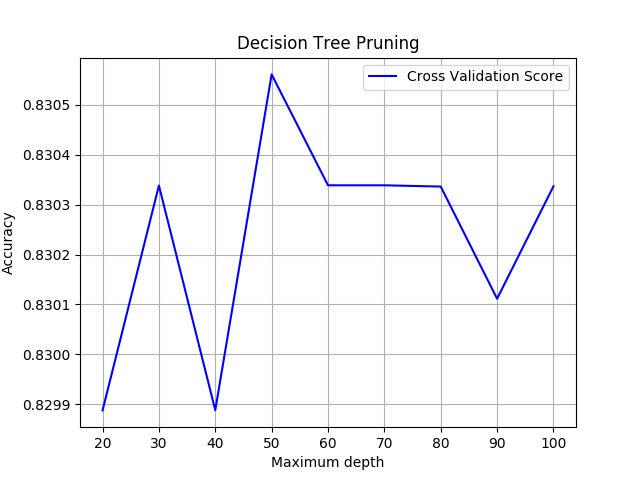 Decision Tree Pruning
Cross Validation Score
0.8305
0.8304
0.8303
0.8302
0.8301
0.8300
0.8299
Accuracy
20 30 40 50 60 70 80 90 100
Maximum depth